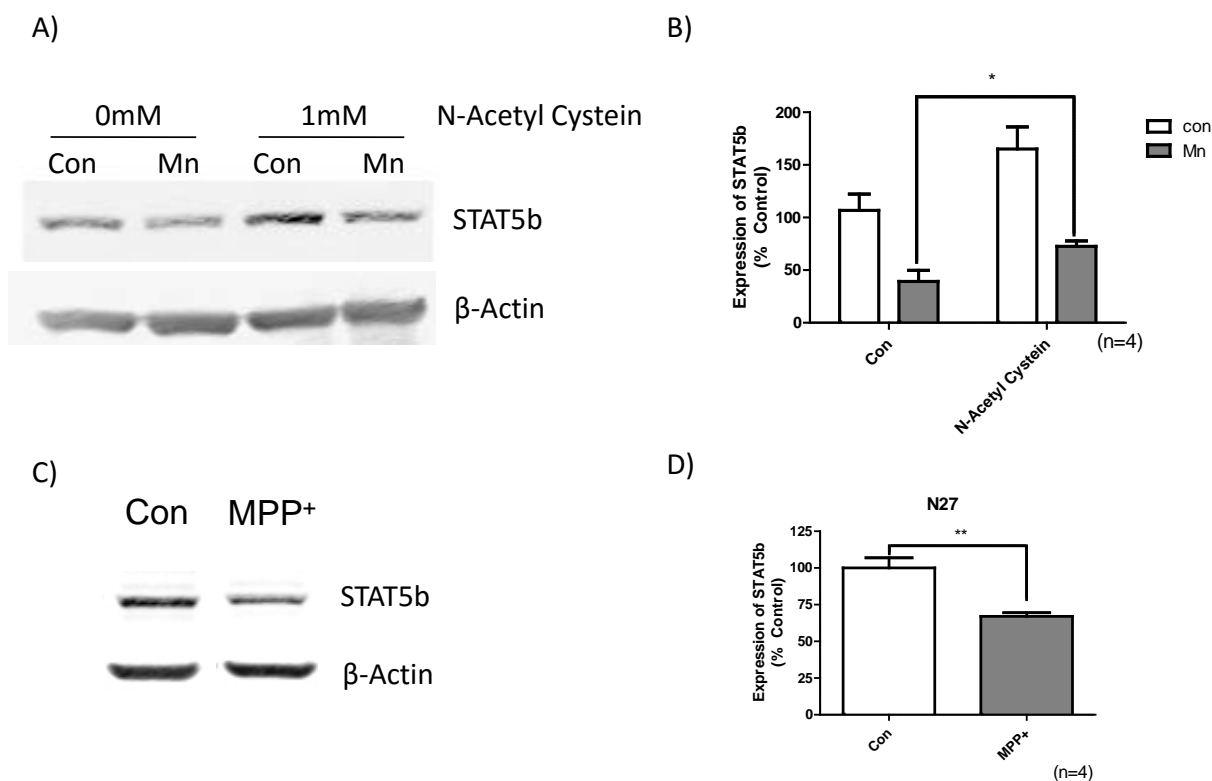 A)
0mM 1mM N-Acetyl Cystein
Con Mn Con Mn
STAT5b
β-Actin
B)
*
200
150
100
50
0
Expression of STAT5b
(% Control)
con
Mn
Con
N-Acetyl Cystein
(n=4)
C)
Con MPP+
STAT5b
β-Actin
D)
N27
**
125
100
75
50
25
0
Expression of STAT5b
(% Control)
Con
MPP+
(n=4)